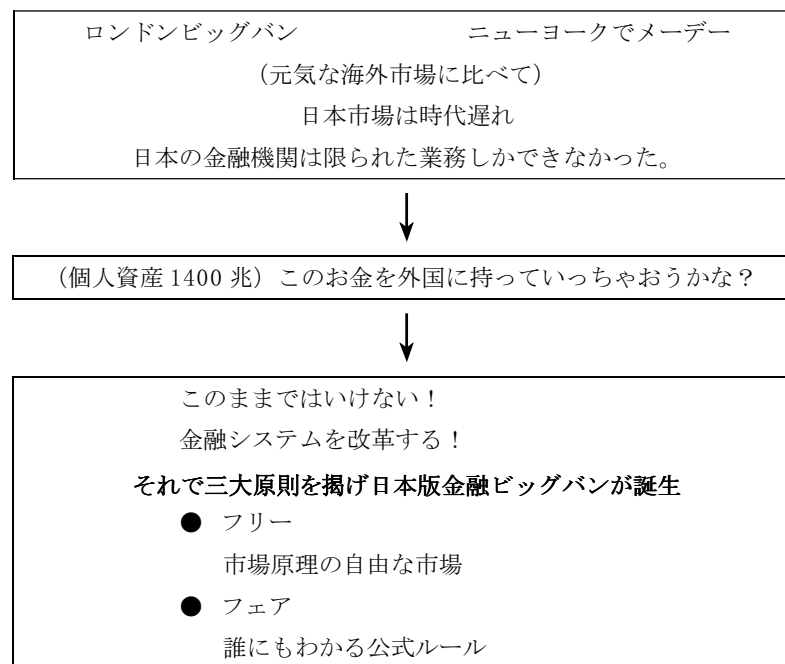 ロンドンビッグバン ニューヨークでメーデー
（元気な海外市場に比べて）
日本市場は時代遅れ
日本の金融機関は限られた業務しかできなかった。
（個人資産 1400 兆）このお金を外国に持っていっちゃおうかな？
このままではいけない！
金融システムを改革する！
それで三大原則を掲げ日本版金融ビッグバンが誕生
● フリー
市場原理の自由な市場
● フェア
誰にもわかる公式ルール